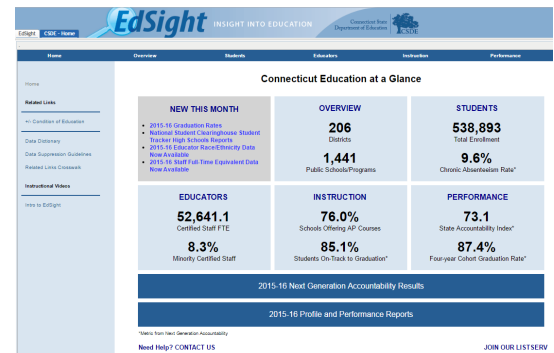 EdSight INSIGHT INTO EDUCATION
Connecticut State
Department of Education
CSDE
EdSight CSDE - Home
Home Overview Students Educators Instruction Performance
Home
Related Links
+/- Condition of Education
Data Dictionary
Data Suppression Guidelines
Related Links Crosswalk
Instructional Videos
Intro to EdSight
Connecticut Education at a Glance
NEW THIS MONTH
• 2015-16 Graduation Rates
• National Student Clearinghouse Student
Tracker High Schools Reports
• 2015-16 Educator Race/Ethnicity Data
Now Available
• 2015-16 Staff Full-Time Equivalent Data
Now Available
OVERVIEW
206
Districts
1,441
Public Schools/Programs
STUDENTS
538,893
Total Enrollment
9.6%
Chronic Absenteeism Rate*
EDUCATORS
52,641.1
Certified Staff FTE
8.3%
Minority Certified Staff
INSTRUCTION
76.0%
Schools Offering AP Courses
85.1%
Students On-Track to Graduation*
PERFORMANCE
73.1
State Accountability Index*
87.4%
Four-year Cohort Graduation Rate*
2015-16 Next Generation Accountability Results
2015-16 Profile and Performance Reports
*Metric from Next Generation Accountability
Need Help? CONTACT US
JOIN OUR LISTSERV